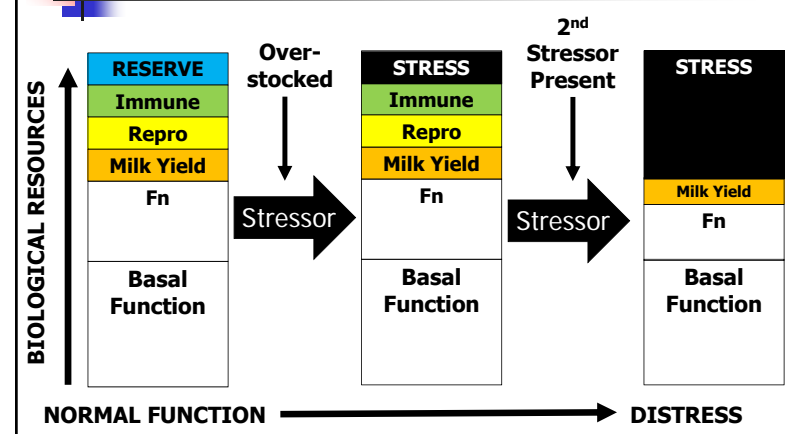 BIOLOGICAL RESOURCES
RESERVE
Immune
Repro
Milk Yield
Fn
Basal
Function
Over-
stocked
Stressor
STRESS
Immune
Repro
Milk Yield
Fn
Basal
Function
2nd
Stressor
Present
Stressor
STRESS
Milk Yield
Fn
Basal
Function
NORMAL FUNCTION
DISTRESS